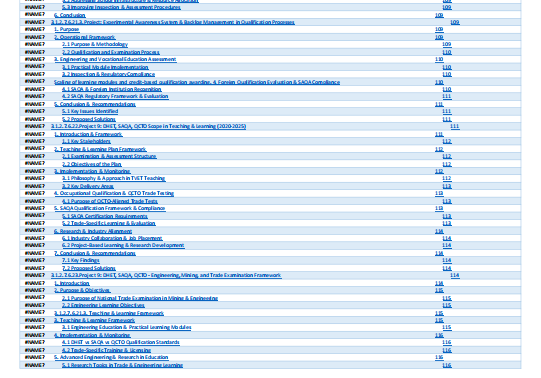 #NAME? 5.3 Improving Inspection & Assessment Procedures 109
#NAME? 6. Conclusion 109
#NAME? 3.1.2.7.6.21.3. Project: Experimental Awareness System & Backlog Management in Qualification Processes 109
#NAME? 1. Purpose 109
#NAME? 2. Operational Framework 109
#NAME? 2.1 Purpose & Methodology 109
#NAME? 2.2 Qualification and Examination Process 110
#NAME? 3. Engineering and Vocational Education Assessment 110
#NAME? 3.1 Practical Module Implementation 110
#NAME? 3.2 Inspection & Regulatory Compliance 110
#NAME? Scaling of learning modules and credit-based qualification awarding. 4. Foreign Qualification Evaluation & SAQA Compliance 110
#NAME? 4.1 SAQA & Foreign Institution Recognition 110
#NAME? 4.2 SAQA Regulatory Framework & Evaluation 111
#NAME? 5. Conclusion & Recommendations 111
#NAME? 5.1 Key Issues Identified 111
#NAME? 5.2 Proposed Solutions 111
#NAME? 3.1.2.7.6.22. Project 9: DHET, SAQA, QCTO Scope in Teaching & Learning (2020-2025) 111
#NAME? 1. Introduction & Framework 111
#NAME? 1.1 Key Stakeholders 112
#NAME? 2. Teaching & Learning Plan Framework 112
#NAME? 2.1 Examination & Assessment Structure 112
#NAME? 2.2 Objectives of the Plan 112
#NAME? 3. Implementation & Monitoring 112
#NAME? 3.1 Philosophy & Approach in TVET Teaching 112
#NAME? 3.2 Key Delivery Areas 113
#NAME? 4. Occupational Qualification & QCTO Trade Testing 113
#NAME? 4.1 Purpose of QCTO-Aligned Trade Tests 113
#NAME? 5. SAQA Qualification Framework & Compliance 113
#NAME? 5.1 SAQA Certification Requirements 113
#NAME? 5.2 Trade-Specific Learning & Evaluation 113
#NAME? 6. Research & Industry Alignment 114
#NAME? 6.1 Industry Collaboration & Job Placement 114
#NAME? 6.2 Project-Based Learning & Research Development 114
#NAME? 7. Conclusion & Recommendations 114
#NAME? 7.1 Key Findings 114
#NAME? 7.2 Proposed Solutions 114
#NAME? 3.1.2.7.6.23. Project 9: DHET, SAQA, QCTO - Engineering, Mining, and Trade Examination Framework 114
#NAME? 1. Introduction 114
#NAME? 2. Purpose & Objectives 115
#NAME? 2.1 Purpose of National Trade Examination in Mining & Engineering 115
#NAME? 2.2 Engineering Learning Objectives 115
#NAME? 3.1.2.7.6.21.3. Teaching & Learning Framework 115
#NAME? 3. Teaching & Learning Framework 115
#NAME? 3.1 Engineering Education & Practical Learning Modules 115
#NAME? 4. Implementation & Monitoring 116
#NAME? 4.1 DHET vs SAQA vs QCTO Qualification Standards 116
#NAME? 4.2 Trade-Specific Training & Licensing 116
#NAME? 5. Advanced Engineering & Research in Education 116
#NAME? 5.1 Research Topics in Trade & Engineering Learning 116